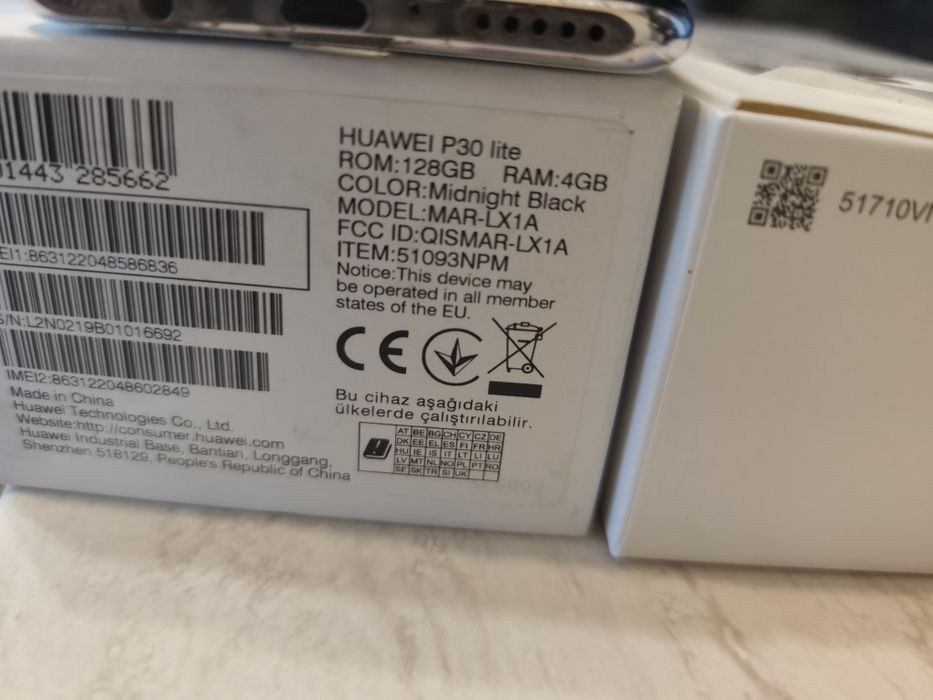 01443 285662
EI1:863122048586836
S/N:L2N0219B01016692
IMEI2:863122048602849
Made in China
Huawei Technologies Co., Ltd.
Website:http://consumer.huawei.com
Huawei Industrial Base, Bantian, Longgang,
Shenzhen 518129, People's Republic of China
HUAWEI P30 lite
ROM:128GB RAM:4GB
COLOR:Midnight Black
MODEL:MAR-LX1A
FCC ID:QISMAR-LX1A
ITEM:51093NPM
Notice:This device may
be operated in all member
states of the EU.
CE
Bu cihaz aşağıdaki
ülkelerde çalıştırılabilir.
AT BE BG CH CY CZ DE
DK EE EL ES FI FR HR
HU IE IS IT LT LI LU
LV MT NL NO PL PT RO
SE SK TR SI UK
51710VM